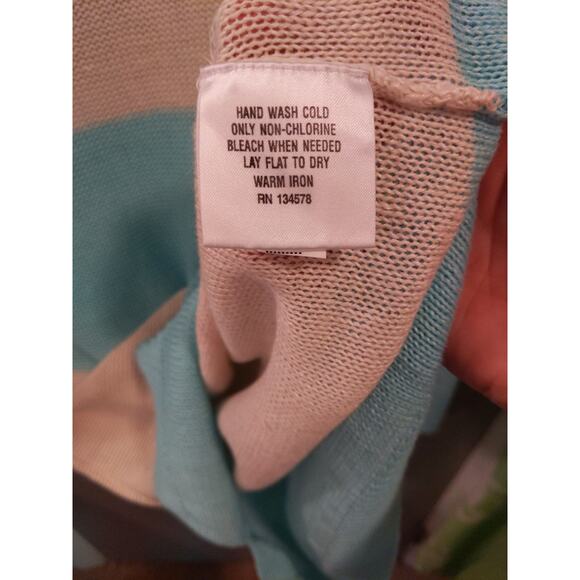 HAND WASH COLD
ONLY NON-CHLORINE
BLEACH WHEN NEEDED
LAY FLAT TO DRY
WARM IRON
RN 134578